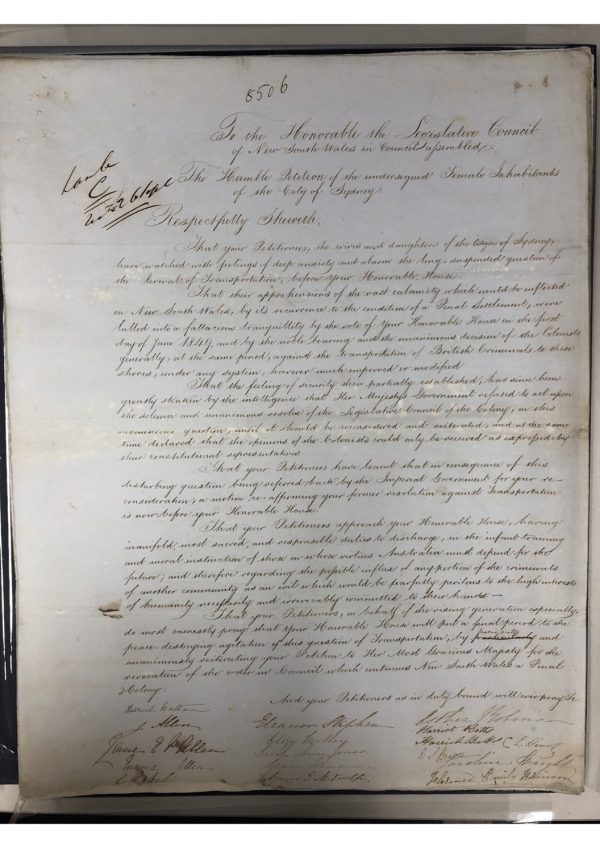 8506
To the Honorable the Legislative Council
of New South Wales in Council assembled:
The Humble Petition of the undersigned Female Inhabitants
of the City of Sydney
Respectfully Sheweth,
That your Petitioners, the wives and daughters of the Citizens of Sydney,
have watched with feelings of deep anxiety and alarm the long-suspended question of
the Revival of Transportation, before Your Honorable House.—
That their apprehensions of the vast calamity which would be inflicted
on New South Wales, by its recurrence to the condition of a Penal Settlement, were
lulled into a fallacious tranquillity by the vote of Your Honorable House on the first
day of June 1849, and by the noble bearing and the unanimous decision of the Colonists
generally, at the same period, against the transportation of British Criminals to these
shores, under any system, however much improved or modified.
That the feeling of security then partially established, has since been
greatly shaken by the intelligence that Her Majesty's Government refused to act upon
the solemn and unanimous resolve of the Legislative Council of the Colony, on this
momentous question, until it should be reconsidered and reiterated, and at the same
time declared that the opinions of the Colonists could only be received as expressed by
their constitutional representatives
That your Petitioners have learnt that in consequence of this
disturbing question being referred back by the Imperial Government for your re-
consideration, a motion re-affirming your former resolution against Transportation
is now before your Honorable House.
That your Petitioners approach your Honorable House, having
manifold, most sacred, and responsible duties to discharge, in the infant training
and moral instruction of those on whose virtues Australia must depend for the
future; and therefore regarding the possible influx of any portion of the criminals
of another community as an evil which would be fearfully perilous to the high interests
of humanity necessarily and irrevocably committed to their hands.—
That your Petitioners, on behalf of the rising generation especially,
do most earnestly pray that Your Honorable House will put a final period to the
peace-destroying agitation of this question of Transportation, by and
unanimously reiterating your Petition to Her Most Gracious Majesty for the
revocation of the order in Council which continues New South Wales a Penal
Colony:
And your Petitioners as in duty bound will ever pray &c
J Allen
Eleanor Stephen
Harriet Betts
Emma Allen
Caroline Wright
Emily Atkinson